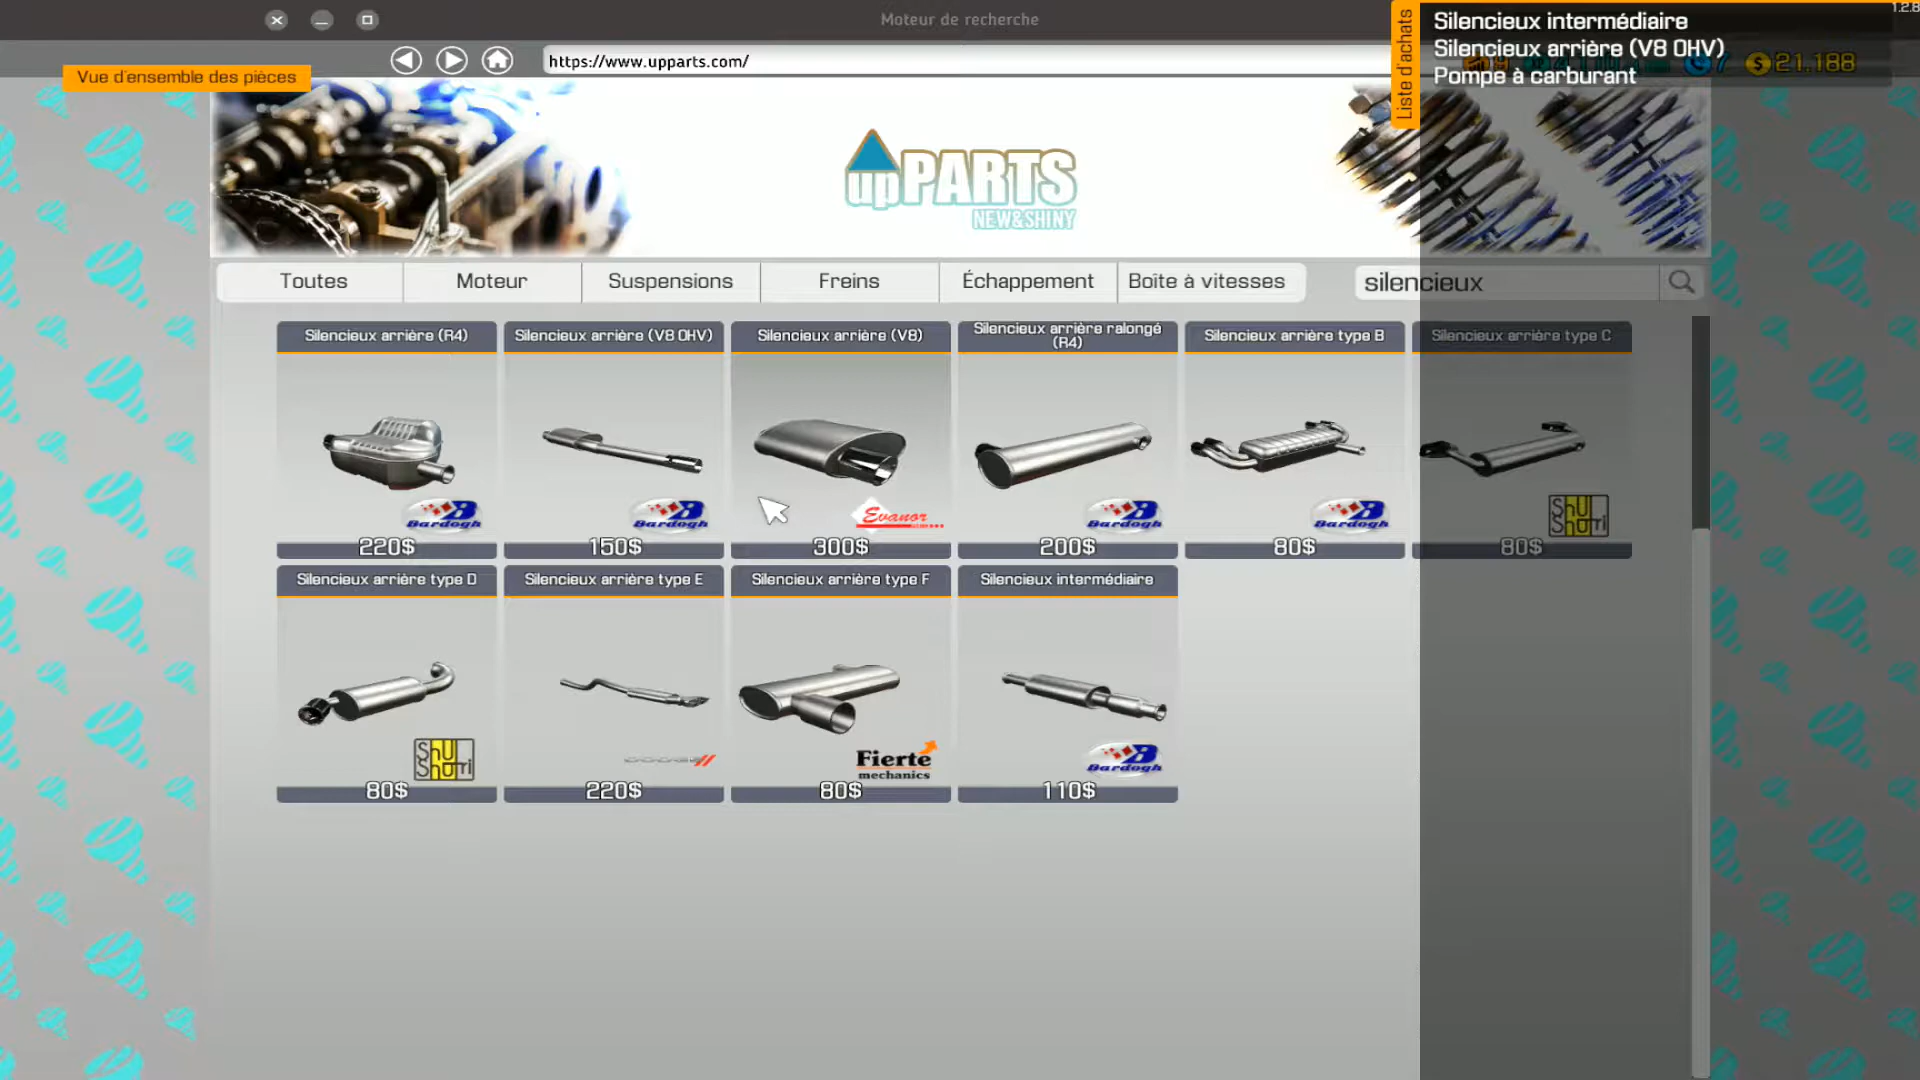 Moteur de recherche
1.2.8
https://www.upparts.com/
Vue d'ensemble des pièces
Liste d'achats
Silencieux intermédiaire
Silencieux arrière (V8 OHV)
Pompe à carburant
7
21.188
upPARTS
NEW&SHINY
Toutes
Moteur
Suspensions
Freins
Échappement
Boîte à vitesses
silencieux
Silencieux arrière (R4)
Bardogh
220$
Silencieux arrière (V8 OHV)
Bardogh
150$
Silencieux arrière (V8)
Evanor
300$
Silencieux arrière ralongé
(R4)
Bardogh
200$
Silencieux arrière type B
Bardogh
80$
Silencieux arrière type C
80$
Silencieux arrière type D
80$
Silencieux arrière type E
220$
Silencieux arrière type F
Fierte
mechanics
80$
Silencieux intermédiaire
Bardogh
110$